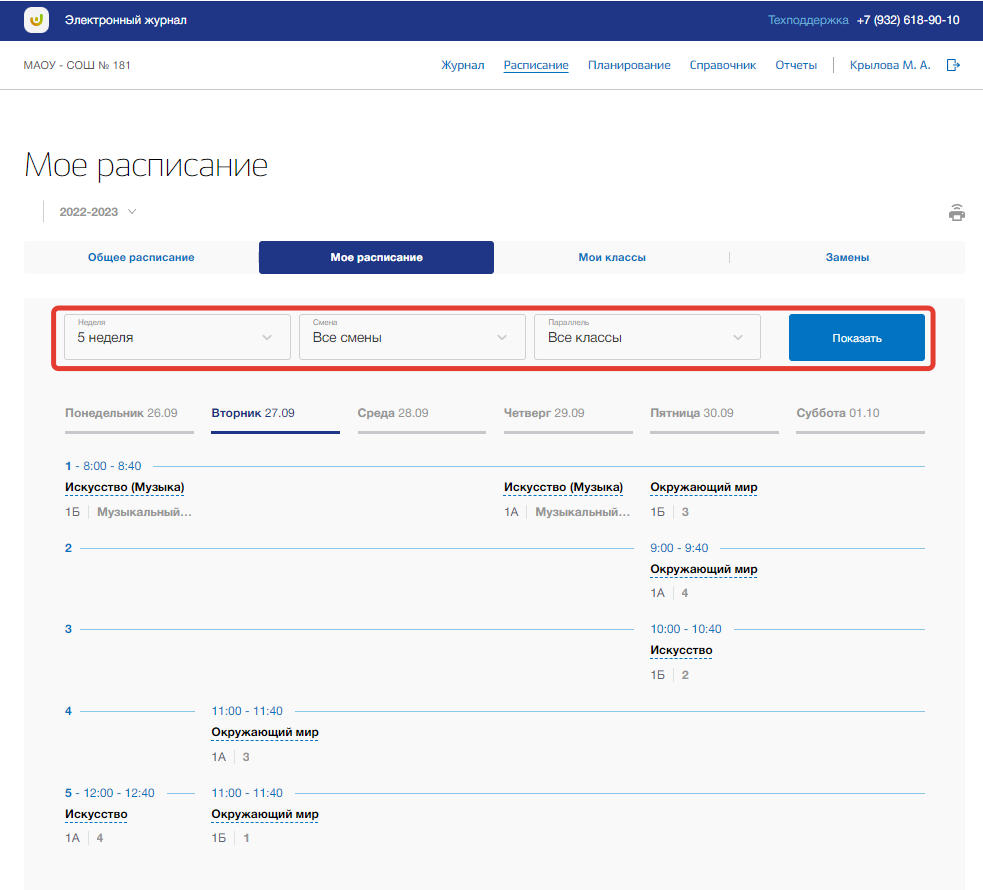 Электронный журнал
Техподдержка +7 (932) 618-90-10
МАОУ - СОШ № 181
Журнал Расписание Планирование Справочник Отчеты Крылова М. А.
Мое расписание
2022-2023
Общее расписание Мое расписание Мои классы Замены
Неделя Смена Параллель
5 неделя Все смены Все классы Показать
Понедельник 26.09 Вторник 27.09 Среда 28.09 Четверг 29.09 Пятница 30.09 Суббота 01.10
1 - 8:00 - 8:40
Искусство (Музыка) Искусство (Музыка) Окружающий мир
1Б Музыкальный... 1А Музыкальный... 1Б 3
2 9:00 - 9:40
Окружающий мир
1А 4
3 10:00 - 10:40
Искусство
1Б 2
4 11:00 - 11:40
Окружающий мир
1А 3
5 - 12:00 - 12:40 11:00 - 11:40
Искусство Окружающий мир
1А 4 1Б 1